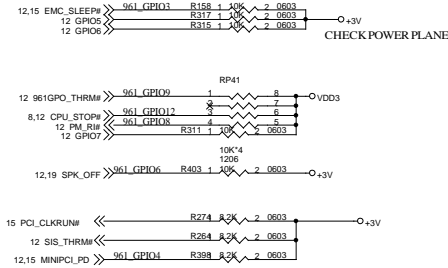 12,15 EMC_SLEEP# 961_GPIO3 R158 1 10K 2 0603
12 GPIO5 R317 1 10K 2 0603 +3V
12 GPIO6 R315 1 10K 2 0603
CHECK POWER PLANE
RP41
12 961GPO_THRM# 961_GPIO9 1 8 VDD3
2 7
8,12 CPU_STOP# 961_GPIO12 3 6
12 PM_RI# 961_GPIO8 4 5
12 GPIO7 R311 1 10K 2 0603
10K*4
1206
12,19 SPK_OFF 961_GPIO6 R403 1 10K 2 0603 +3V
15 PCI_CLKRUN# R274 1 8.2K 2 0603 +3V
12 SIS_THRM# R264 1 8.2K 2 0603
12,15 MINIPCI_PD 961_GPIO4 R398 1 8.2K 2 0603